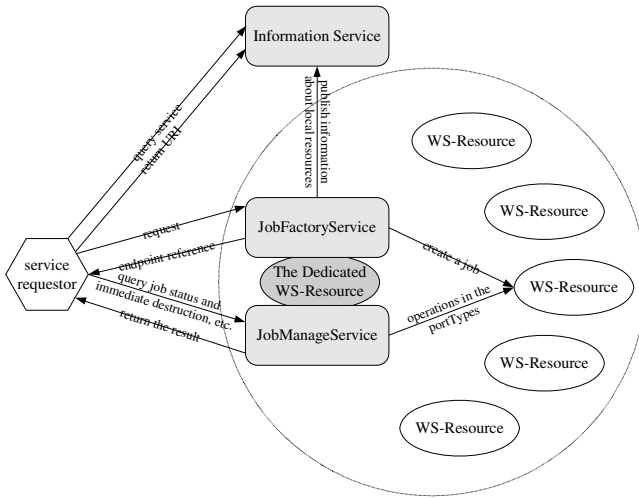 Information Service
query service
return URI
publish information
about local resources
WS-Resource
WS-Resource
request
JobFactoryService
endpoint reference
create a job
service
requestor
The Dedicated
WS-Resource
WS-Resource
query job status and
immediate destruction, etc.
operations in the
portTypes
return the result
JobManageService
WS-Resource
WS-Resource